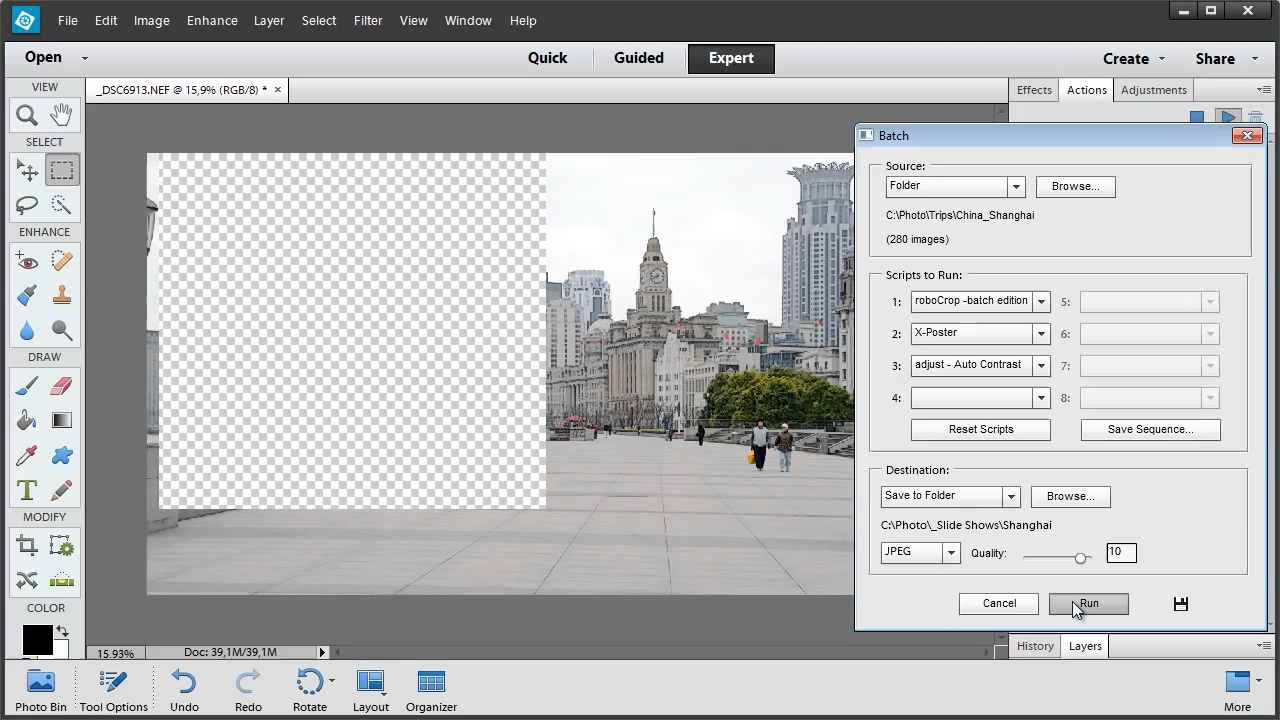 File Edit Image Enhance Layer Select Filter View Window Help
Open Quick Guided Expert Create Share
VIEW
_DSC6913.NEF @ 15,9% (RGB/8) * ×
Effects Actions Adjustments
SELECT
ENHANCE
DRAW
T
MODIFY
COLOR
Batch
Source:
Folder Browse...
C:\Photo\Trips\China_Shanghai
(280 images)
Scripts to Run:
1: roboCrop -batch edition 5:
2: X-Poster 6:
3: adjust - Auto Contrast 7:
4: 8:
Reset Scripts Save Sequence...
Destination:
Save to Folder Browse...
C:\Photo\_Slide Shows\Shanghai
JPEG Quality: 10
Cancel Run
History Layers
15.93% Doc: 39,1M/39,1M
Photo Bin Tool Options Undo Redo Rotate Layout Organizer More